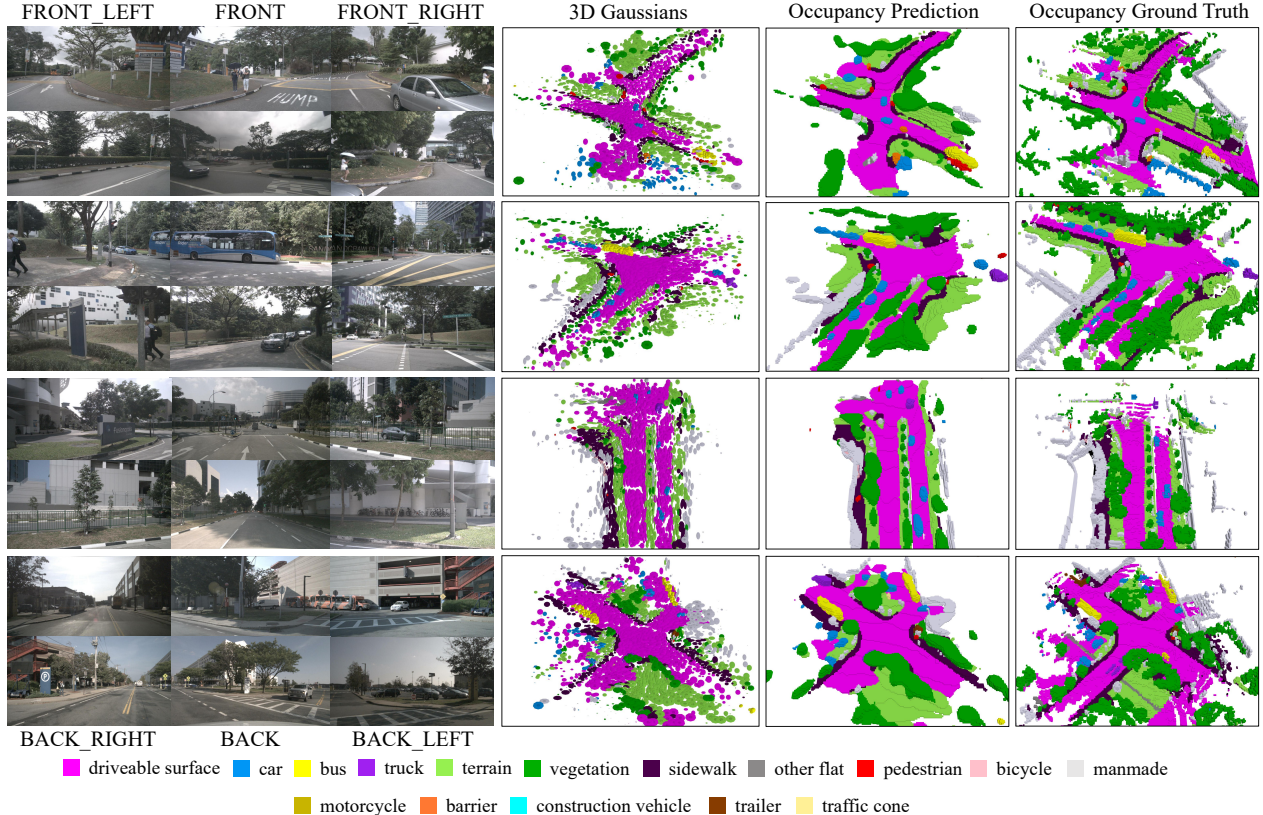 FRONT_LEFT FRONT FRONT_RIGHT 3D Gaussians Occupancy Prediction Occupancy Ground Truth
HUMP
P
BACK_RIGHT BACK BACK_LEFT
driveable surface car bus truck terrain vegetation sidewalk other flat pedestrian bicycle manmade
motorcycle barrier construction vehicle trailer traffic cone